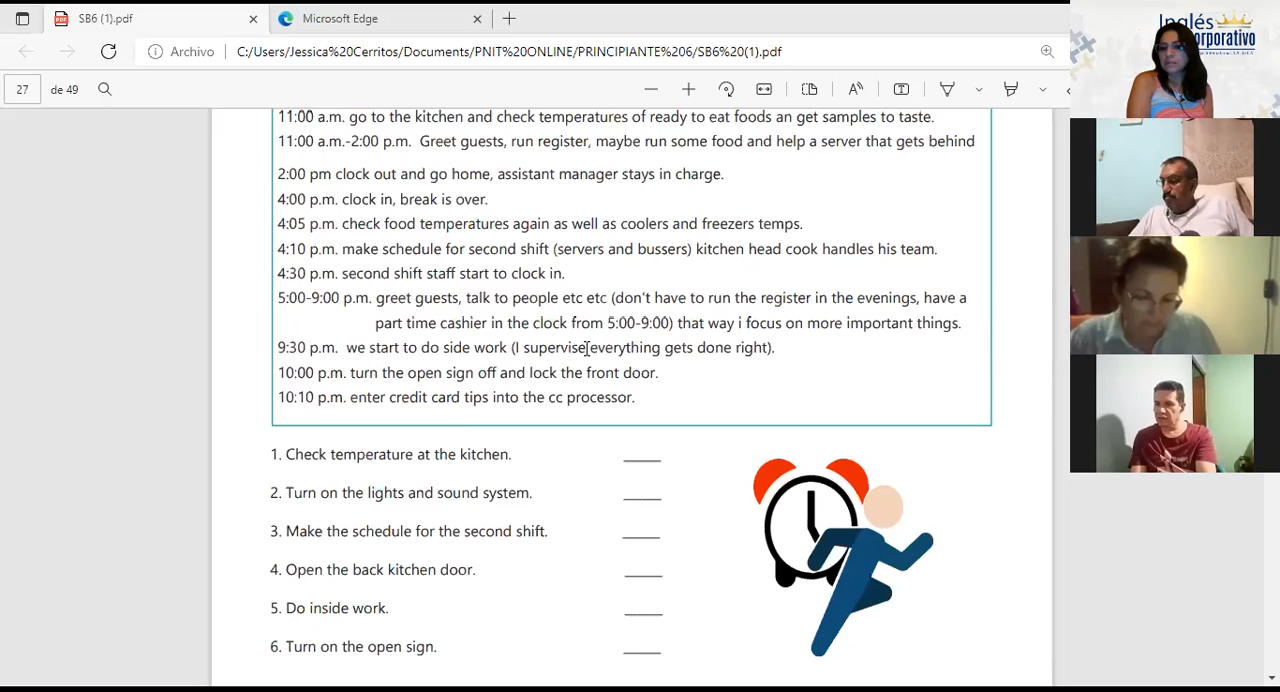 SB6 (1).pdf
Microsoft Edge
Archivo
C:/Users/Jessica%20Cerritos/Documents/PNIT%20ONLINE/PRINCIPIANTE%206/SB6%20(1).pdf
27
de 49
11:00 a.m. go to the kitchen and check temperatures of ready to eat foods an get samples to taste.
11:00 a.m.-2:00 p.m. Greet guests, run register, maybe run some food and help a server that gets behind
2:00 pm clock out and go home, assistant manager stays in charge.
4:00 p.m. clock in, break is over.
4:05 p.m. check food temperatures again as well as coolers and freezers temps.
4:10 p.m. make schedule for second shift (servers and bussers) kitchen head cook handles his team.
4:30 p.m. second shift staff start to clock in.
5:00-9:00 p.m. greet guests, talk to people etc etc (don't have to run the register in the evenings, have a
part time cashier in the clock from 5:00-9:00) that way i focus on more important things.
9:30 p.m. we start to do side work (I supervise everything gets done right).
10:00 p.m. turn the open sign off and lock the front door.
10:10 p.m. enter credit card tips into the cc processor.
1. Check temperature at the kitchen. ____
2. Turn on the lights and sound system. ____
3. Make the schedule for the second shift. ____
4. Open the back kitchen door. ____
5. Do inside work. ____
6. Turn on the open sign. ____
Inglés
orporativo